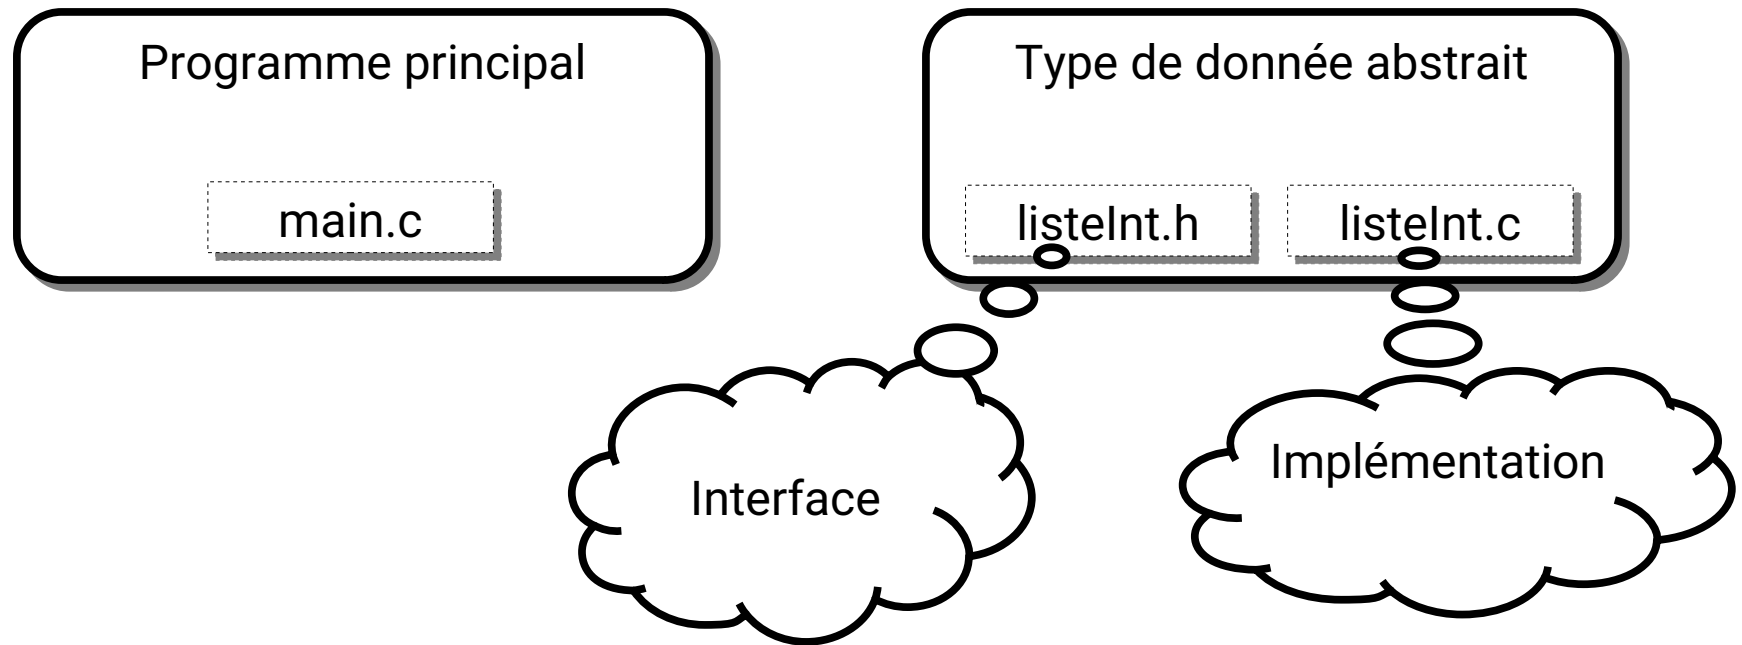 Programme principal
main.c
Type de donnée abstrait
listeInt.h
listeInt.c
Interface
Implémentation